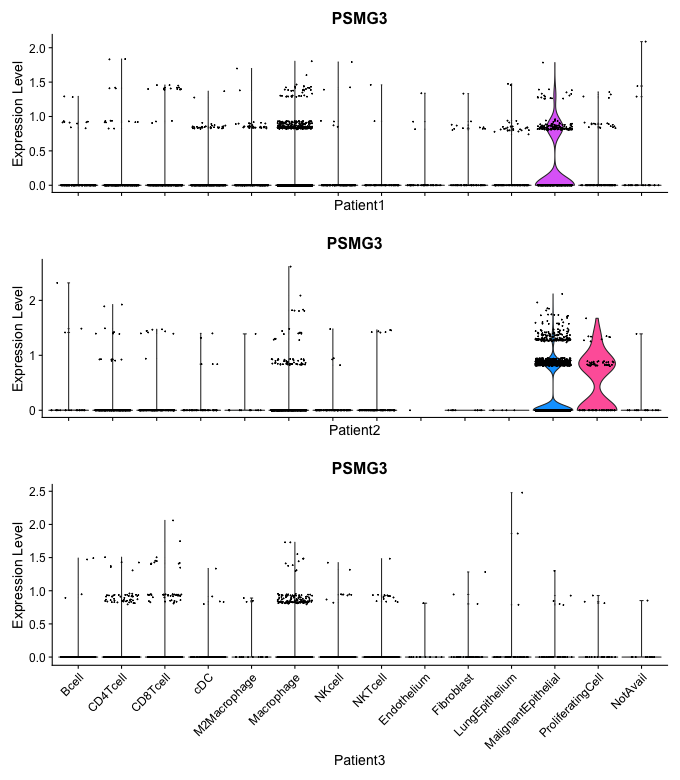 PSMG3
Expression Level
2.0
1.5
1.0
0.5
0.0
Patient1
PSMG3
Expression Level
2
1
0
Patient2
PSMG3
Expression Level
2.5
2.0
1.5
1.0
0.5
0.0
Bcell
CD4Tcell
CD8Tcell
cDC
M2Macrophage
Macrophage
NKcell
NKTcell
Endothelium
Fibroblast
LungEpithelium
MalignantEpithelial
ProliferatingCell
NotAvail
Patient3